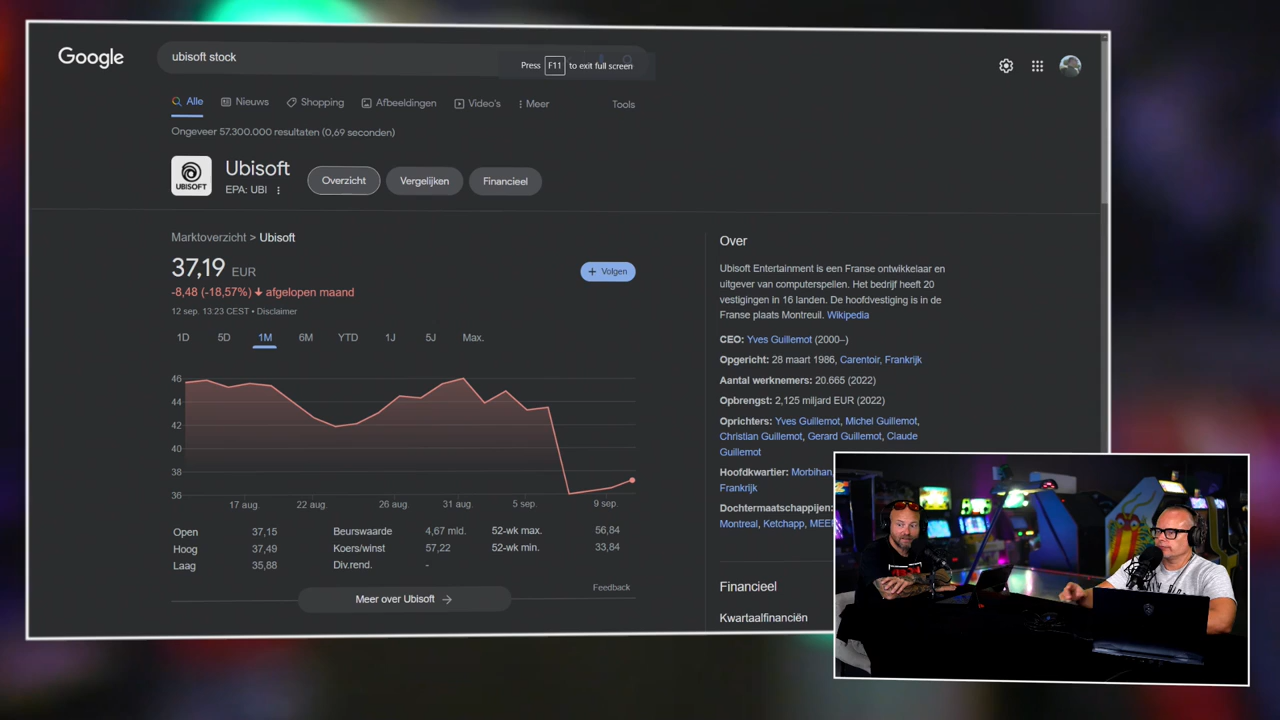 Google
ubisoft stock
Press F11 to exit full screen
Alle Nieuws Shopping Afbeeldingen Video's Meer Tools
Ongeveer 57.300.000 resultaten (0,69 seconden)
UBISOFT
Ubisoft
EPA: UBI
Overzicht Vergelijken Financieel
Marktoverzicht > Ubisoft
37,19 EUR
+ Volgen
-8,48 (-18,57%) ↓ afgelopen maand
12 sep. 13:23 CEST • Disclaimer
1D 5D 1M 6M YTD 1J 5J Max.
46
44
42
40
38
36
17 aug. 22 aug. 26 aug. 31 aug. 5 sep. 9 sep.
Open 37,15 Beurswaarde 4,67 mld. 52-wk max. 56,84
Hoog 37,49 Koers/winst 57,22 52-wk min. 33,84
Laag 35,88 Div.rend. -
Feedback
Meer over Ubisoft →
Over
Ubisoft Entertainment is een Franse ontwikkelaar en
uitgever van computerspellen. Het bedrijf heeft 20
vestigingen in 16 landen. De hoofdvestiging is in de
Franse plaats Montreuil. Wikipedia
CEO: Yves Guillemot (2000–)
Opgericht: 28 maart 1986, Carentoir, Frankrijk
Aantal werknemers: 20.665 (2022)
Opbrengst: 2,125 miljard EUR (2022)
Oprichters: Yves Guillemot, Michel Guillemot,
Christian Guillemot, Gerard Guillemot, Claude
Guillemot
Hoofdkwartier: Morbihan,
Frankrijk
Dochtermaatschappijen:
Montreal, Ketchapp, MEE
Financieel
Kwartaalfinanciën